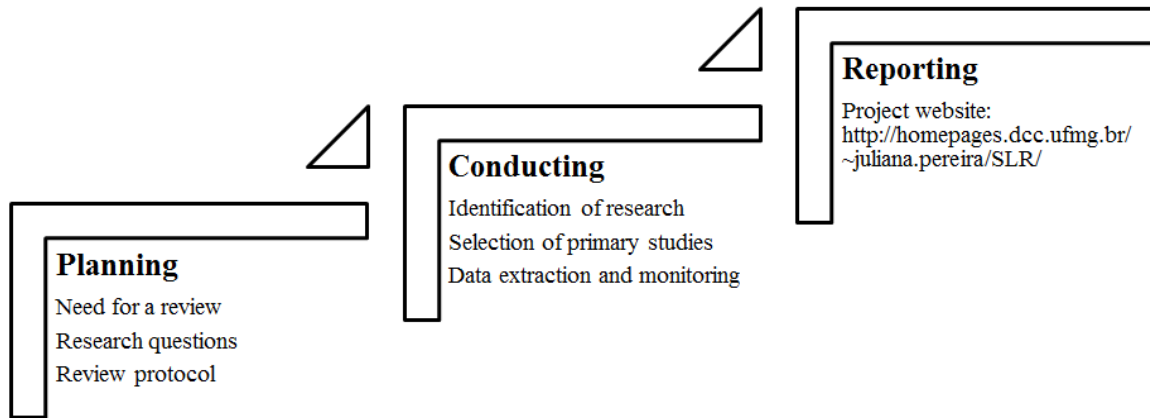 Planning
Need for a review
Research questions
Review protocol
Conducting
Identification of research
Selection of primary studies
Data extraction and monitoring
Reporting
Project website:
http://homepages.dcc.ufmg.br/
~juliana.pereira/SLR/